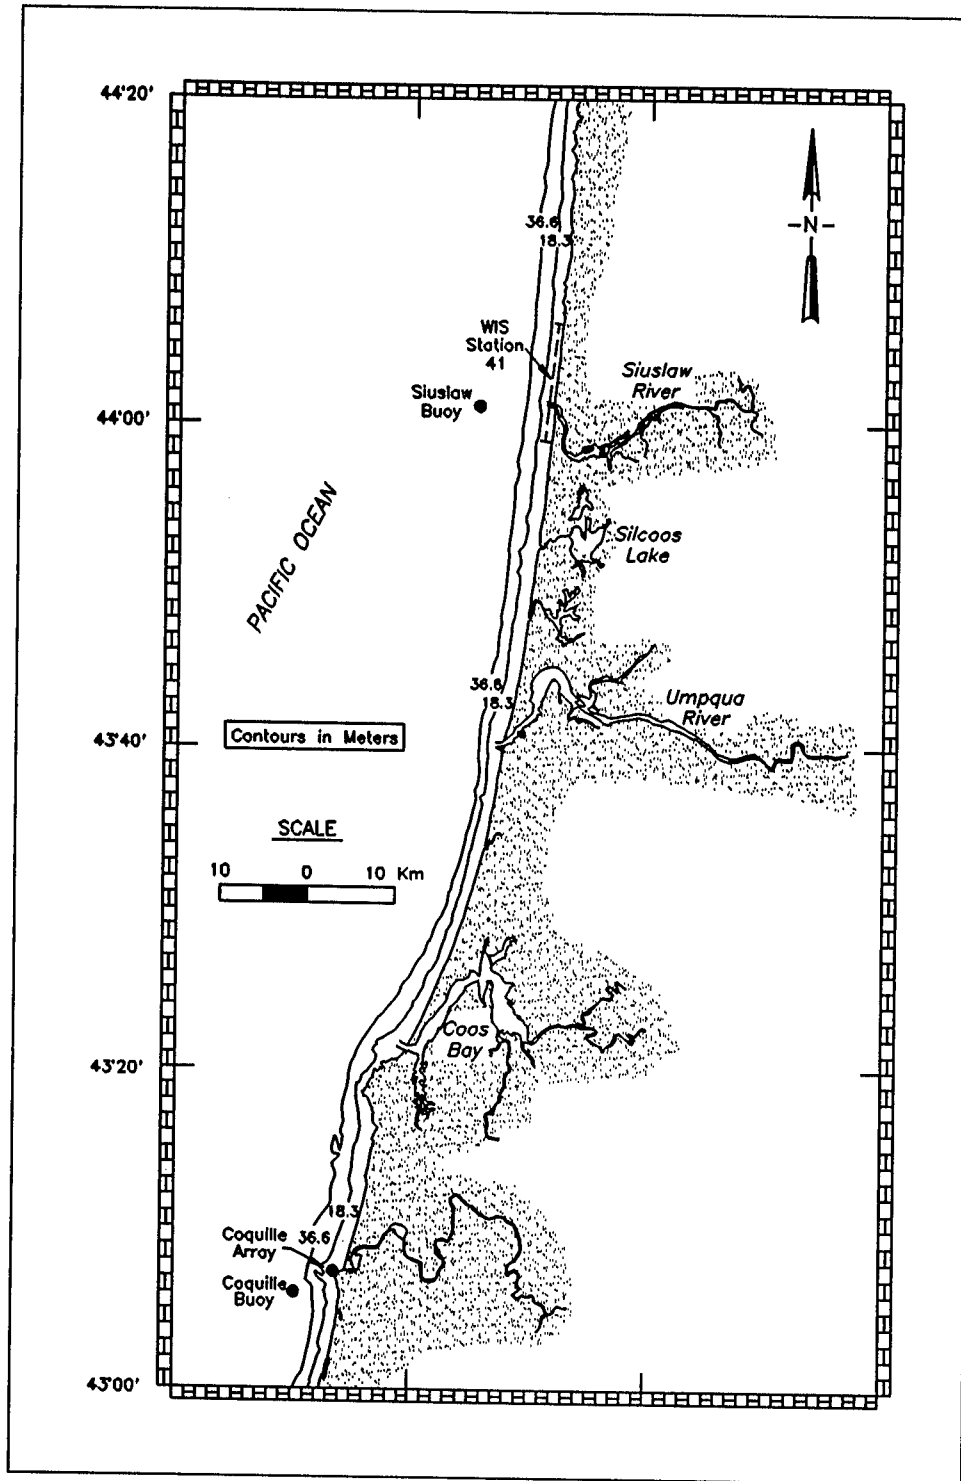 44°20'
-N-
36.6
18.3
WIS
Station
41
Siuslaw
River
Siuslaw
Buoy
44°00'
PACIFIC OCEAN
Silcoos
Lake
36.6
18.3
Umpqua
River
Contours in Meters
43°40'
SCALE
10 0 10 Km
Coos
Bay
43°20'
18.3
36.6
Coquille
Array
Coquille
Buoy
43°00'